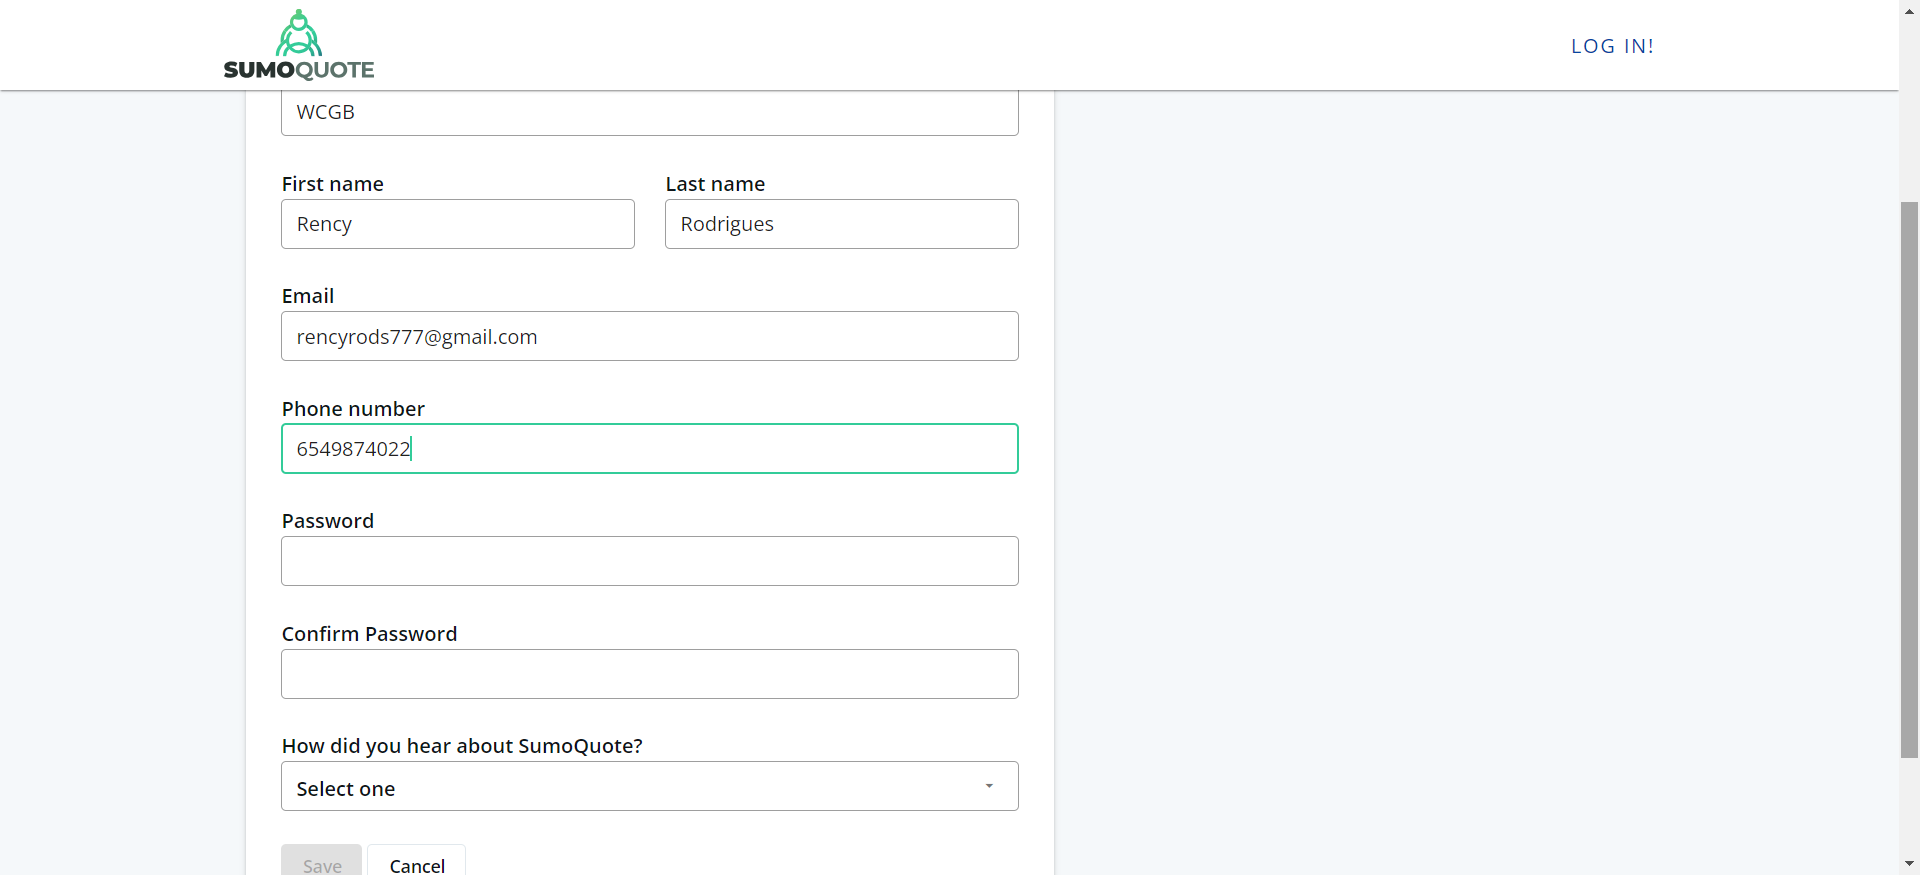 SUMOQUOTE
LOG IN!
WCGB
First name
Last name
Rency
Rodrigues
Email
rencyrods777@gmail.com
Phone number
6549874022
Password
Confirm Password
How did you hear about SumoQuote?
Select one
Save
Cancel